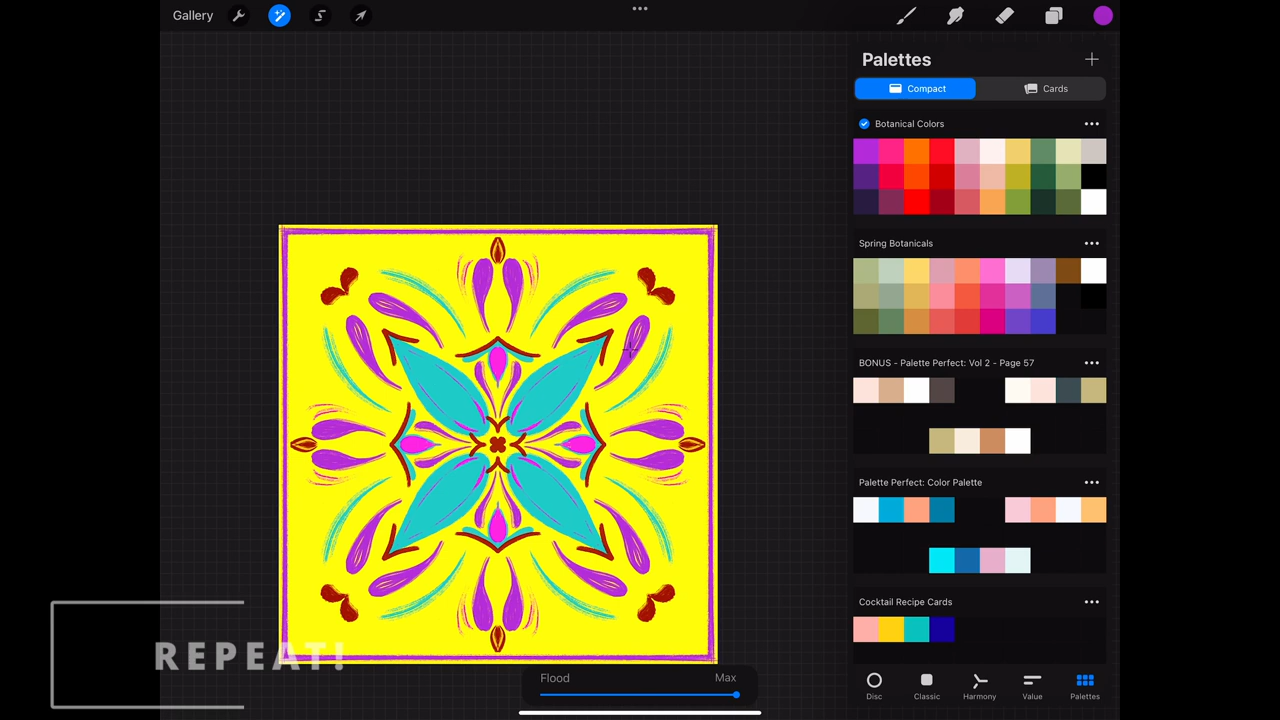 Gallery
Palettes
Compact
Cards
Botanical Colors
Spring Botanicals
BONUS - Palette Perfect: Vol 2 - Page 57
Palette Perfect: Color Palette
Cocktail Recipe Cards
REPEAT!
Flood
Max
Disc
Classic
Harmony
Value
Palettes